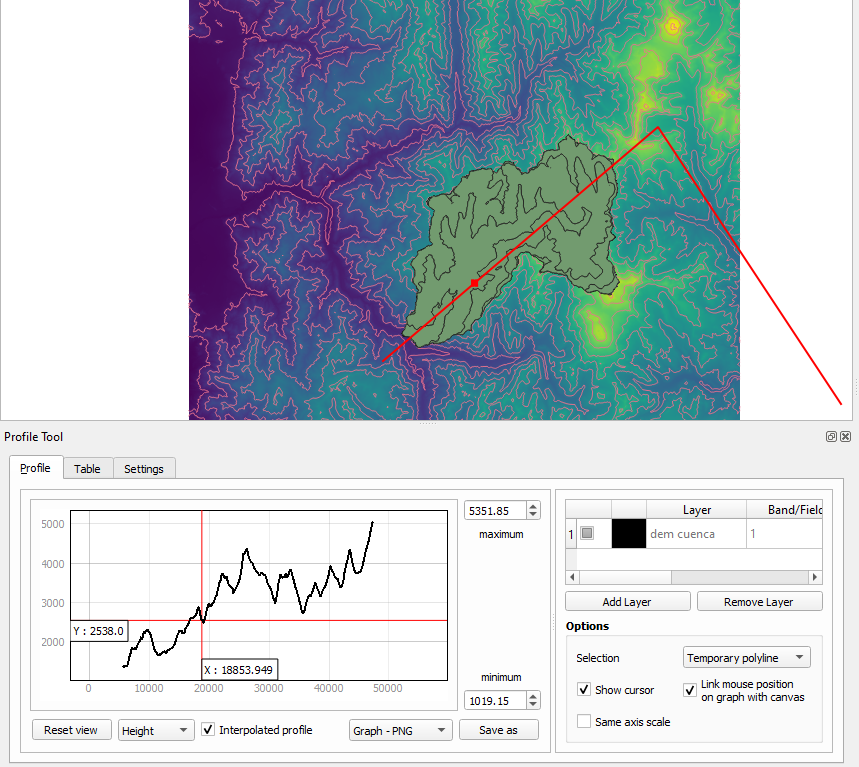 Profile Tool
Profile Table Settings
5000
4000
3000
2000
0 10000 20000 30000 40000 50000
Y : 2538.0
X : 18853.949
5351.85
maximum
minimum
1019.15
Layer Band/Field
1 dem cuenca 1
Add Layer Remove Layer
Options
Selection Temporary polyline
Show cursor
Link mouse position
on graph with canvas
Same axis scale
Reset view Height Interpolated profile Graph - PNG Save as